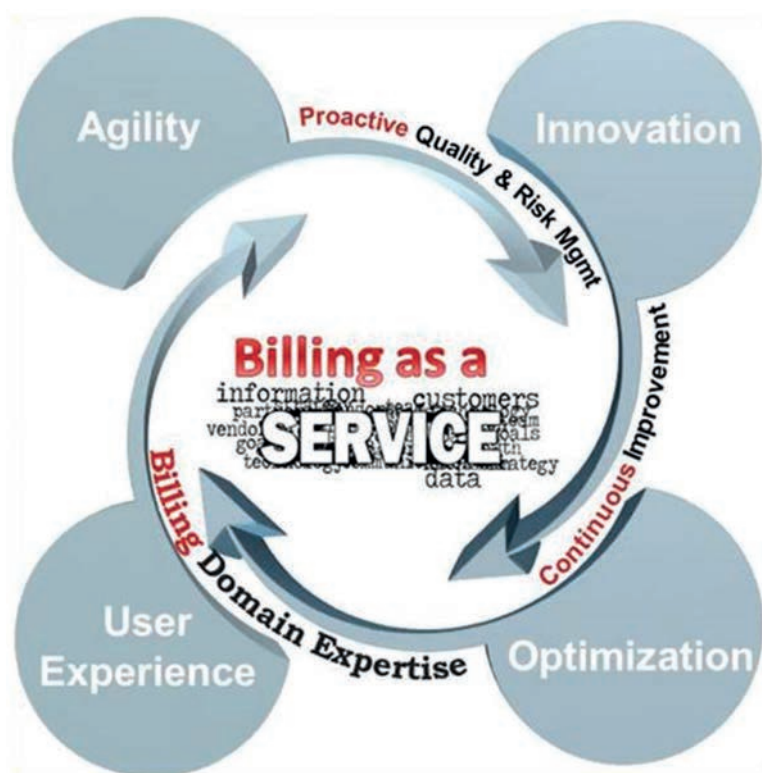 Agility
Proactive Quality & Risk Mgmt
Innovation
Continuous Improvement
Billing as a
information customers
SERVICE
data
Billing Domain Expertise
User
Experience
Optimization